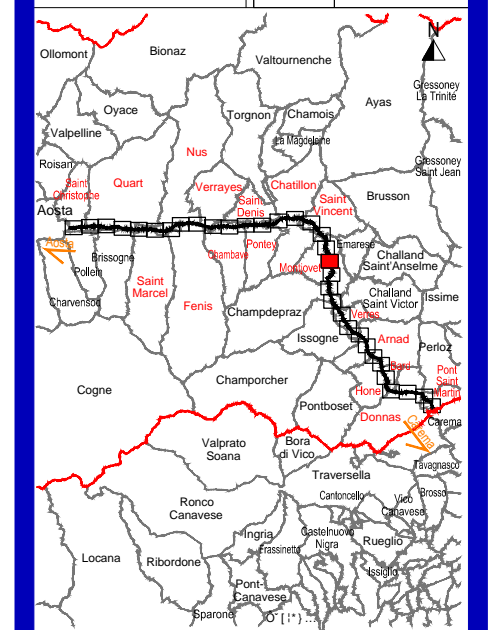 N
Ollomont
Bionaz
Valtournenche
Ayas
Gressoney
La Trinité
Oyace
Torgnon
Chamois
Valpelline
La Magdeleine
Nus
Roisan
Gressoney
Saint Jean
Saint
Christophe
Quart
Verrayes
Chatillon
Brusson
Saint
Denis
Saint
Vincent
Aosta
Aosta
Pontey
Emarese
Brissogne
Chambave
Challand
Saint'Anselme
Montjovet
Pollein
Saint
Marcel
Charvensod
Fenis
Challand
Saint Victor
Issime
Champdepraz
Verres
Issogne
Arnad
Perloz
Bard
Pont
Saint
Martin
Champorcher
Cogne
Hone
Pontboset
Donnas
Carema
Carema
Valprato
Soana
Bora
di Vico
Tavagnasco
Traversella
Cantoncello
Brosso
Vico
Canavese
Ronco
Canavese
Ingria
Castelnuovo
Nigra
Rueglio
Frassinetto
Locana
Ribordone
Issiglio
Pont-
Canavese
Sparone